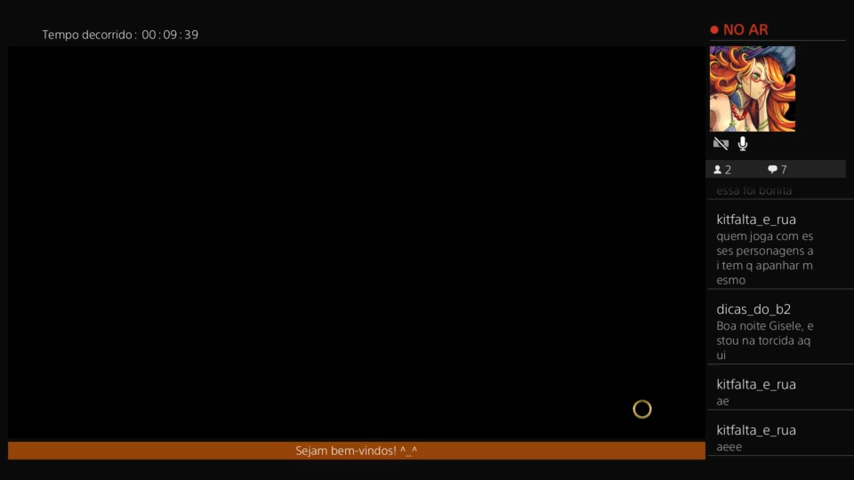 Tempo decorrido: 00:09:39
NO AR
2 7
essa foi bonita
kitfalta_e_rua
quem joga com es
ses personagens a
i tem q apanhar m
esmo
dicas_do_b2
Boa noite Gisele, e
stou na torcida aq
ui
kitfalta_e_rua
ae
kitfalta_e_rua
aeee
Sejam bem-vindos! ^_^